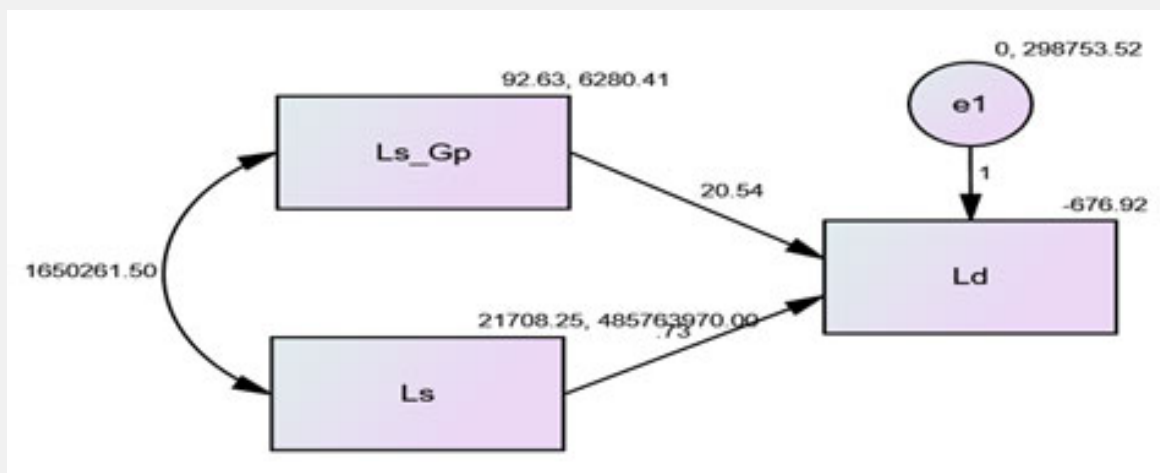 0, 298753.52
e1
92.63, 6280.41
Ls_Gp
1
20.54
-676.92
Ld
1650261.50
21708.25, 485763970.00
.73
Ls